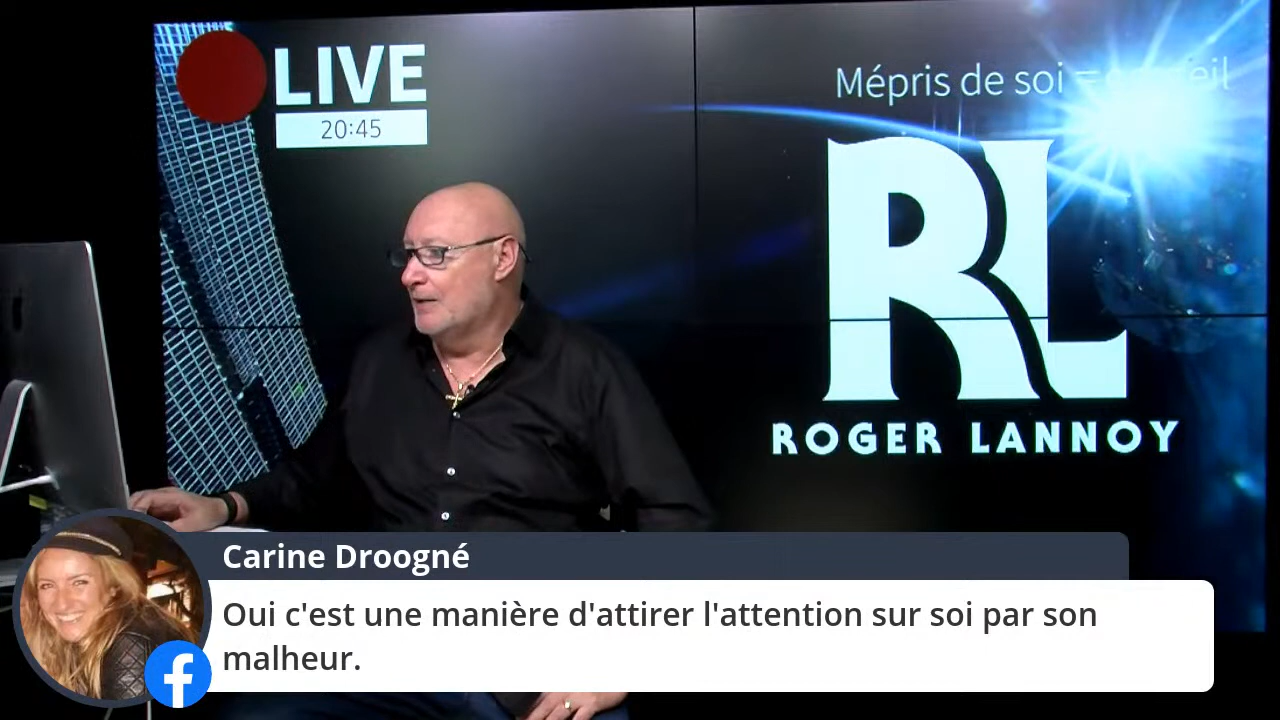 LIVE
20:45
Mépris de soi =
RL
ROGER LANNOY
Carine Droogné
Oui c'est une manière d'attirer l'attention sur soi par son
malheur.